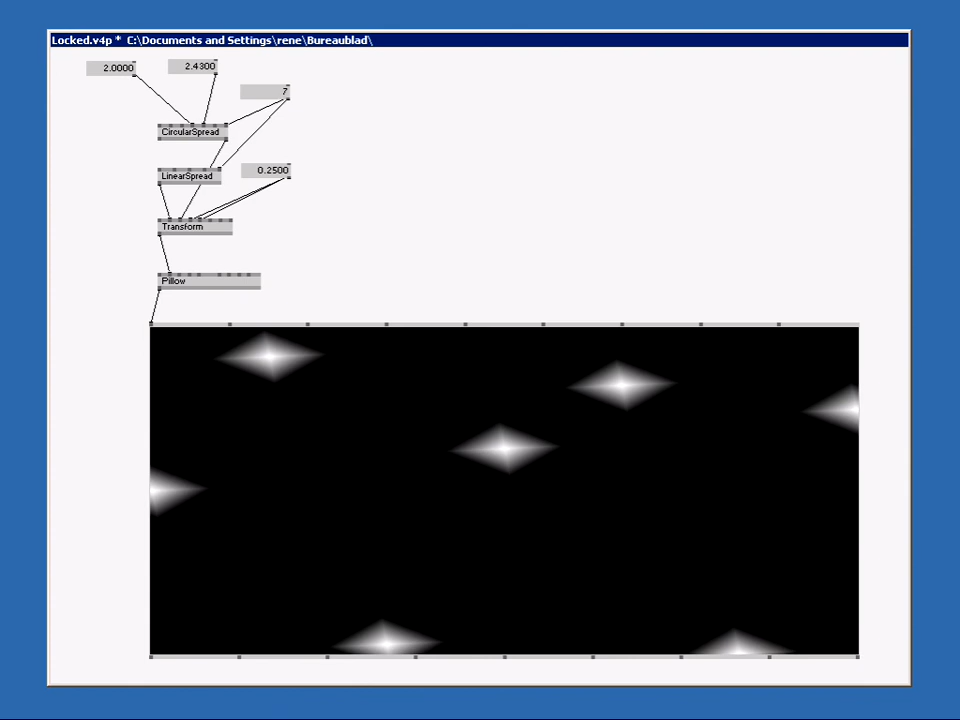 Locked.v4p * C:\Documents and Settings\rene\Bureaublad\
2.0000
2.4300
7
CircularSpread
LinearSpread
0.2500
Transform
Pillow